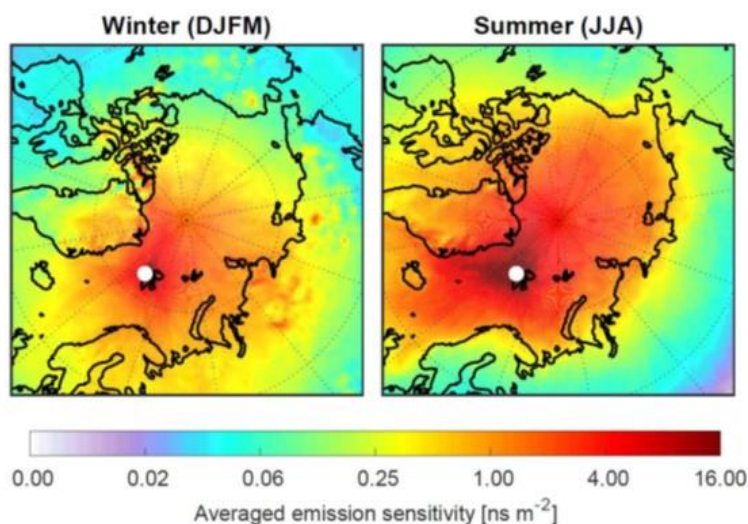 Winter (DJFM) Summer (JJA)
0.00 0.02 0.06 0.25 1.00 4.00 16.00
Averaged emission sensitivity [ns m⁻²]